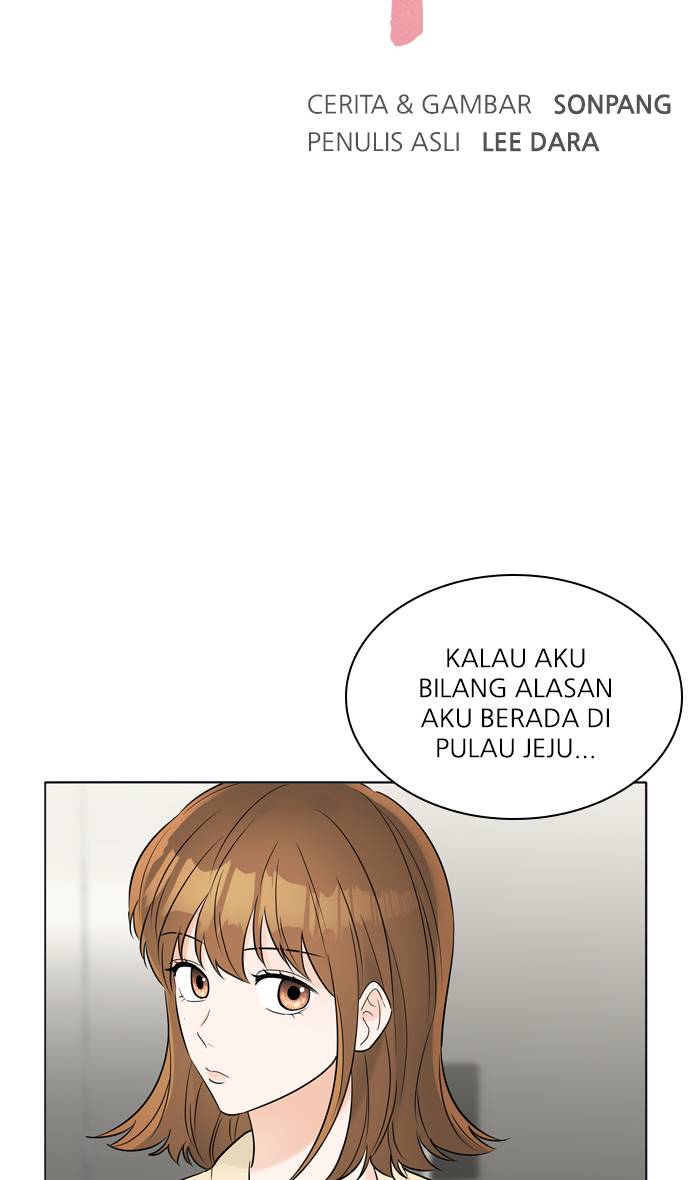 CERITA & GAMBAR SONPANG
PENULIS ASLI LEE DARA
KALAU AKU
BILANG ALASAN
AKU BERADA DI
PULAU JEJU...